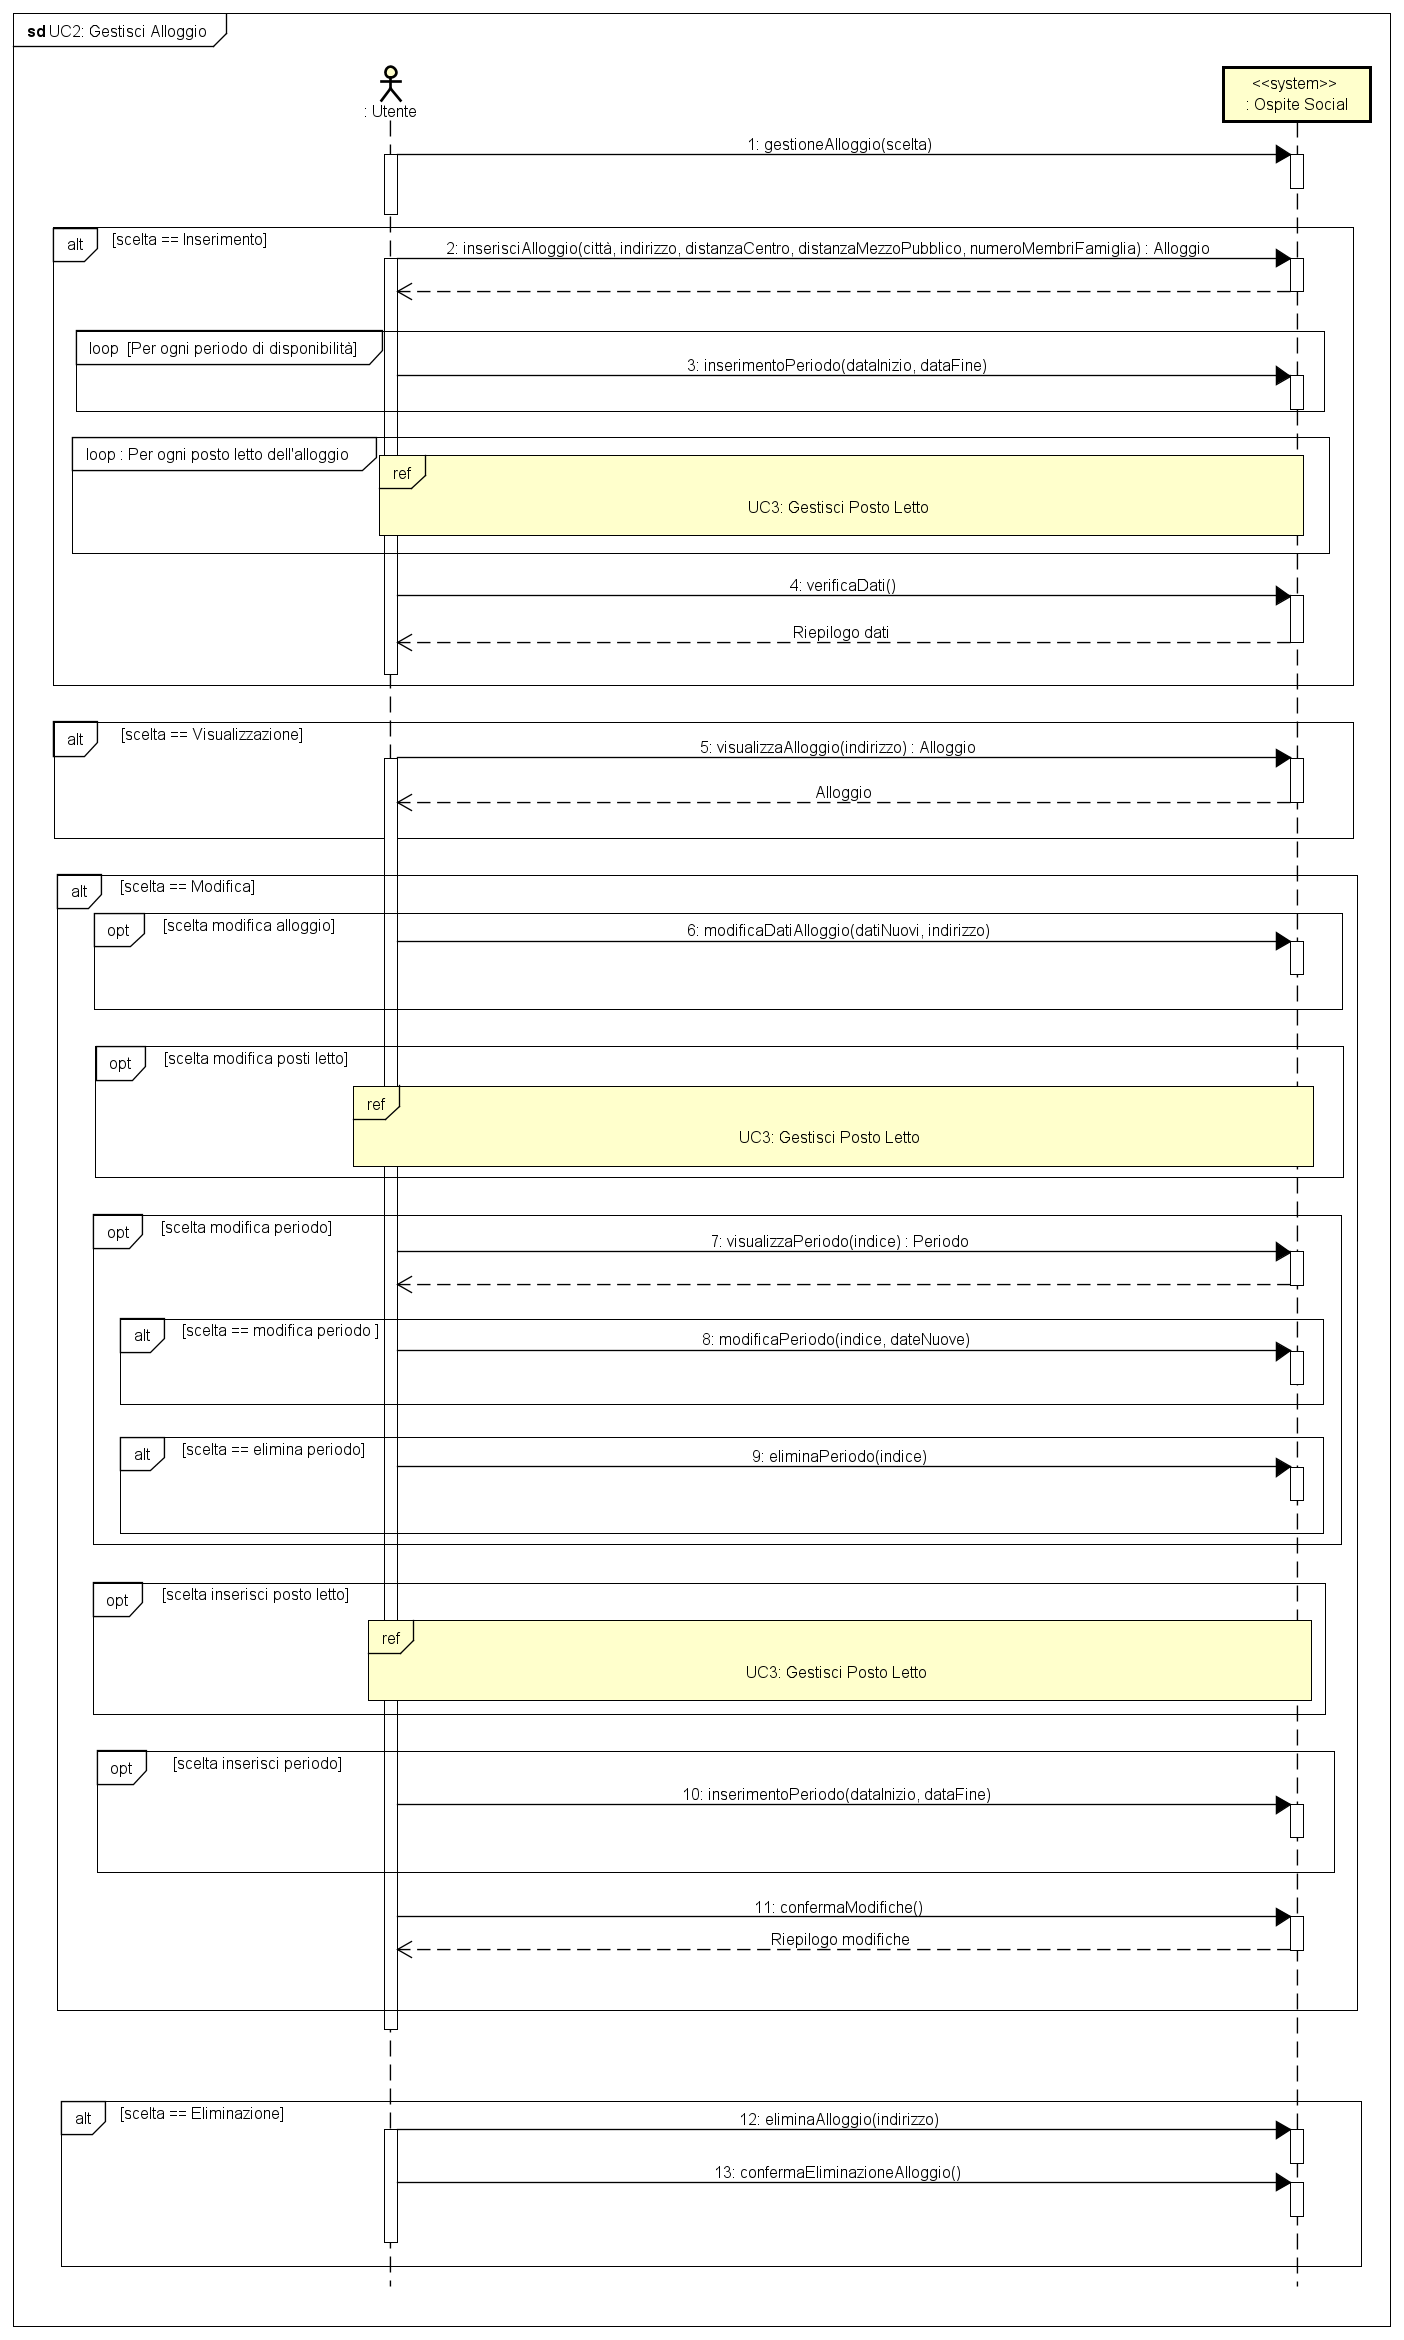 sd UC2: Gestisci Alloggio
: Utente
<<system>>
: Ospite Social
1: gestioneAlloggio(scelta)
alt [scelta == Inserimento]
2: inserisciAlloggio(città, indirizzo, distanzaCentro, distanzaMezzoPubblico, numeroMembriFamiglia) : Alloggio
loop [Per ogni periodo di disponibilità]
3: inserimentoPeriodo(dataInizio, dataFine)
loop : Per ogni posto letto dell'alloggio
ref
UC3: Gestisci Posto Letto
4: verificaDati()
Riepilogo dati
alt [scelta == Visualizzazione]
5: visualizzaAlloggio(indirizzo) : Alloggio
Alloggio
alt [scelta == Modifica]
opt [scelta modifica alloggio]
6: modificaDatiAlloggio(datiNuovi, indirizzo)
opt [scelta modifica posti letto]
ref
UC3: Gestisci Posto Letto
opt [scelta modifica periodo]
7: visualizzaPeriodo(indice) : Periodo
alt [scelta == modifica periodo ]
8: modificaPeriodo(indice, dateNuove)
alt [scelta == elimina periodo]
9: eliminaPeriodo(indice)
opt [scelta inserisci posto letto]
ref
UC3: Gestisci Posto Letto
opt [scelta inserisci periodo]
10: inserimentoPeriodo(dataInizio, dataFine)
11: confermaModifiche()
Riepilogo modifiche
alt [scelta == Eliminazione]
12: eliminaAlloggio(indirizzo)
13: confermaEliminazioneAlloggio()